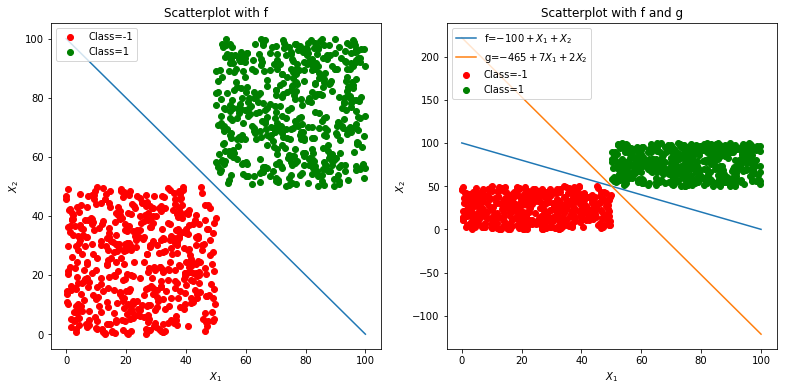 Scatterplot with f
Class=-1
Class=1
100
80
60
40
20
0
X₂
0 20 40 60 80 100
X₁
Scatterplot with f and g
f=−100 + X₁ + X₂
g=−465 + 7X₁ + 2X₂
Class=-1
Class=1
200
150
100
50
0
−50
−100
X₂
0 20 40 60 80 100
X₁